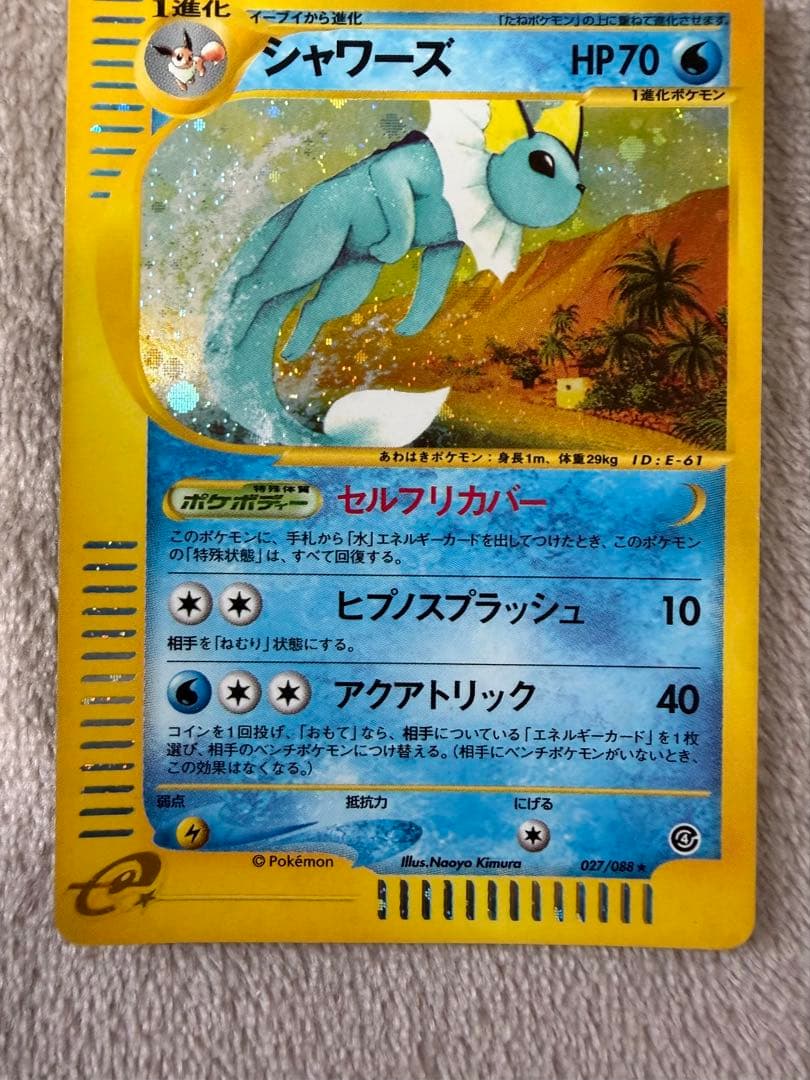 1進化
イーブイから進化
「たねポケモン」の上に重ねて進化させます。
シャワーズ HP70
1進化ポケモン
あわはきポケモン：身長1m、体重29kg ID:E-61
特殊体質
ポケボディー セルフリカバー
このポケモンに、手札から「水」エネルギーカードを出してつけたとき、このポケモン
の「特殊状態」は、すべて回復する。
ヒプノスプラッシュ 10
相手を「ねむり」状態にする。
アクアトリック 40
コインを1回投げ、「おもて」なら、相手についている「エネルギーカード」を1枚
選び、相手のベンチポケモンにつけ替える。（相手にベンチポケモンがいないとき、
この効果はなくなる。）
弱点 抵抗力 にげる
© Pokémon Illus.Naoyo Kimura 027/088 ★
e